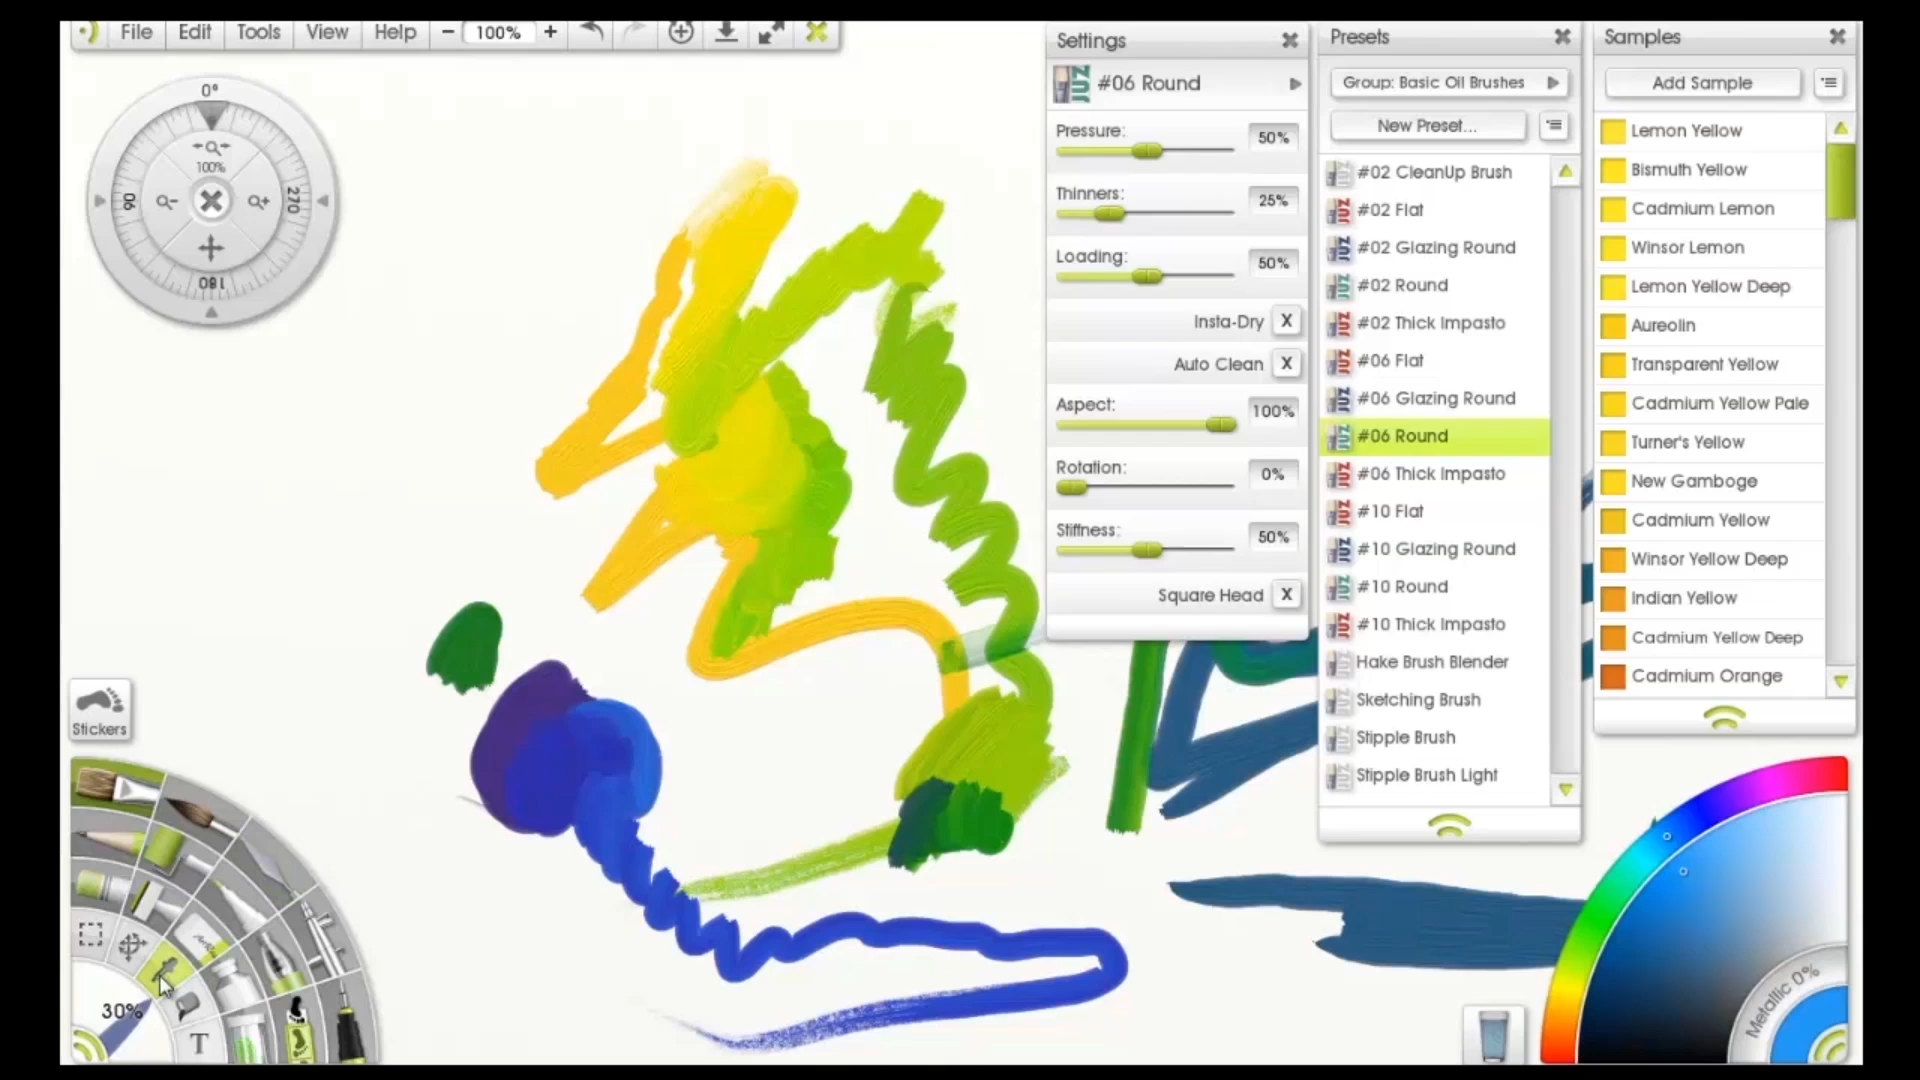 File Edit Tools View Help − 100% +
0°
100%
90
270
180
Stickers
30%
T
Settings
#06 Round
Pressure: 50%
Thinners: 25%
Loading: 50%
Insta-Dry X
Auto Clean X
Aspect: 100%
Rotation: 0%
Stiffness: 50%
Square Head X
Presets
Group: Basic Oil Brushes
New Preset...
#02 CleanUp Brush
#02 Flat
#02 Glazing Round
#02 Round
#02 Thick Impasto
#06 Flat
#06 Glazing Round
#06 Round
#06 Thick Impasto
#10 Flat
#10 Glazing Round
#10 Round
#10 Thick Impasto
Hake Brush Blender
Sketching Brush
Stipple Brush
Stipple Brush Light
Samples
Add Sample
Lemon Yellow
Bismuth Yellow
Cadmium Lemon
Winsor Lemon
Lemon Yellow Deep
Aureolin
Transparent Yellow
Cadmium Yellow Pale
Turner's Yellow
New Gamboge
Cadmium Yellow
Winsor Yellow Deep
Indian Yellow
Cadmium Yellow Deep
Cadmium Orange
Metallic 0%